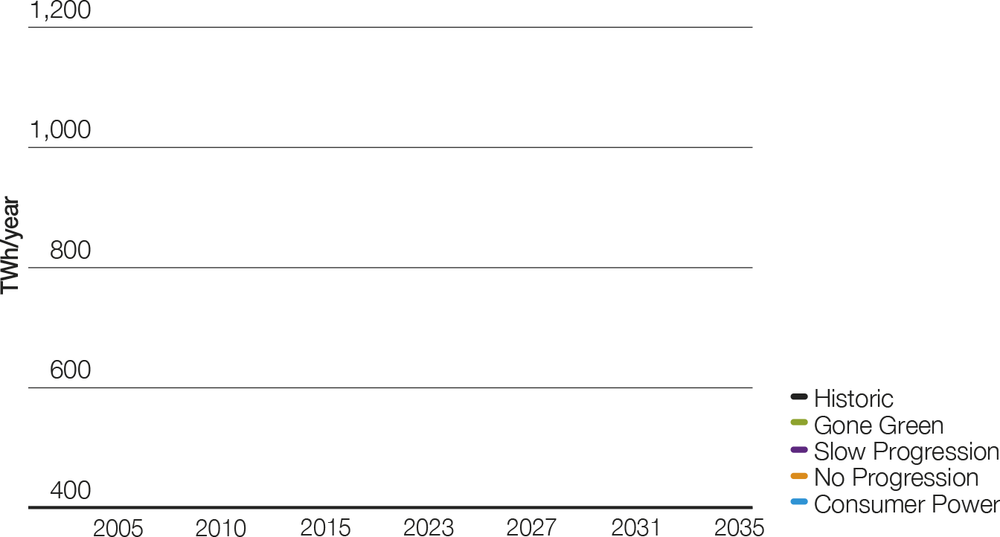 1,200
1,000
800
600
400
TWh/year
2005 2010 2015 2023 2027 2031 2035
Historic
Gone Green
Slow Progression
No Progression
Consumer Power